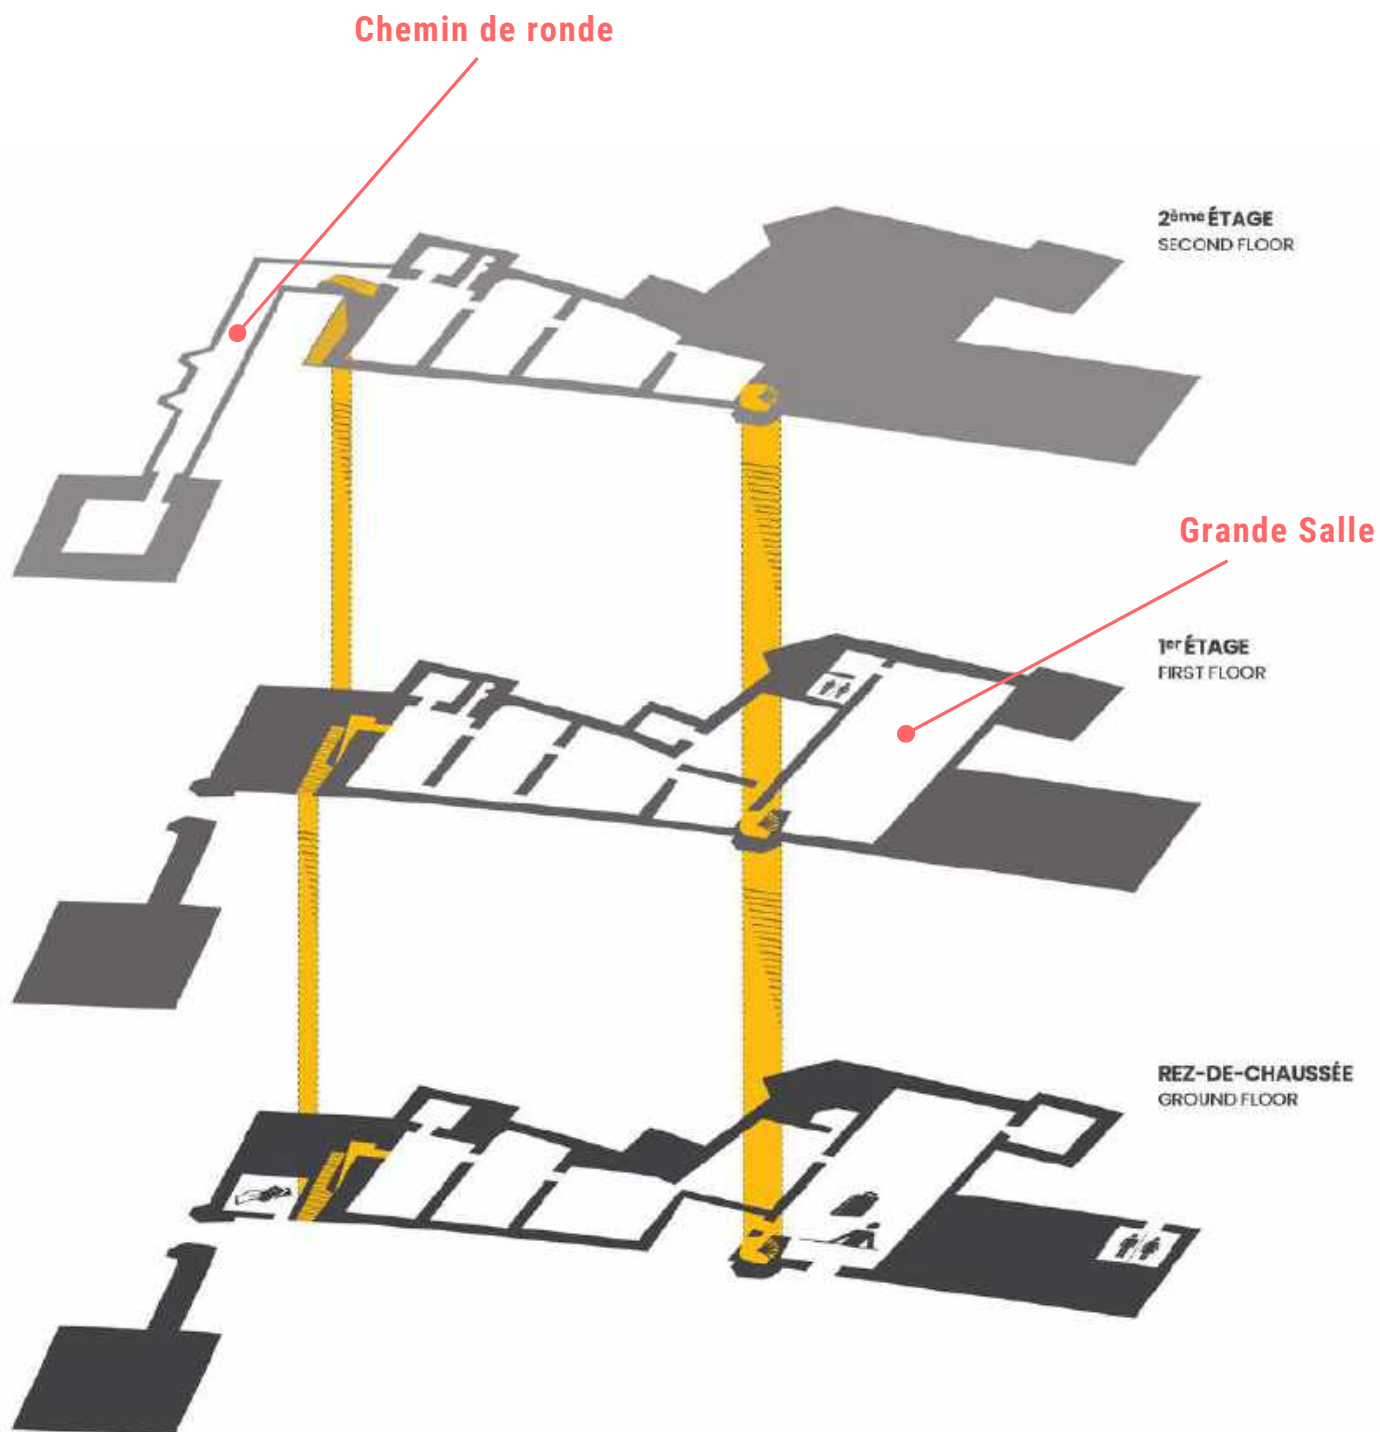 Chemin de ronde
2ème ÉTAGE
SECOND FLOOR
Grande Salle
1er ÉTAGE
FIRST FLOOR
REZ-DE-CHAUSSÉE
GROUND FLOOR